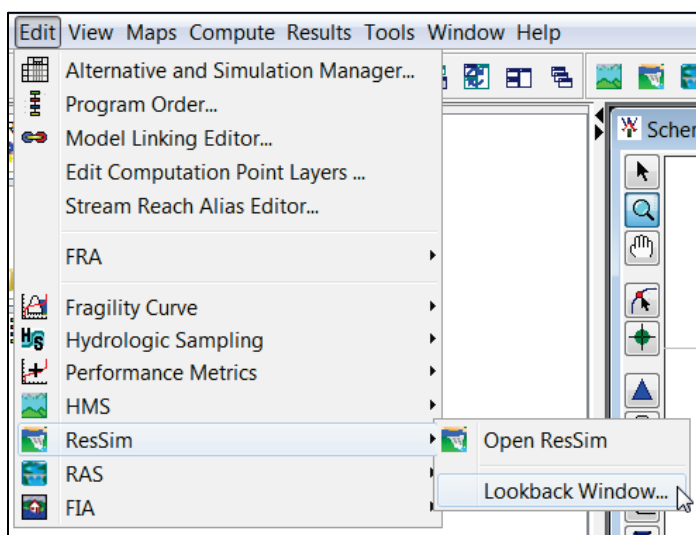 Edit View Maps Compute Results Tools Window Help
Alternative and Simulation Manager...
Program Order...
Model Linking Editor...
Edit Computation Point Layers ...
Stream Reach Alias Editor...
FRA
Fragility Curve
Hydrologic Sampling
Performance Metrics
HMS
ResSim
RAS
FIA
Open ResSim
Lookback Window...
Schem